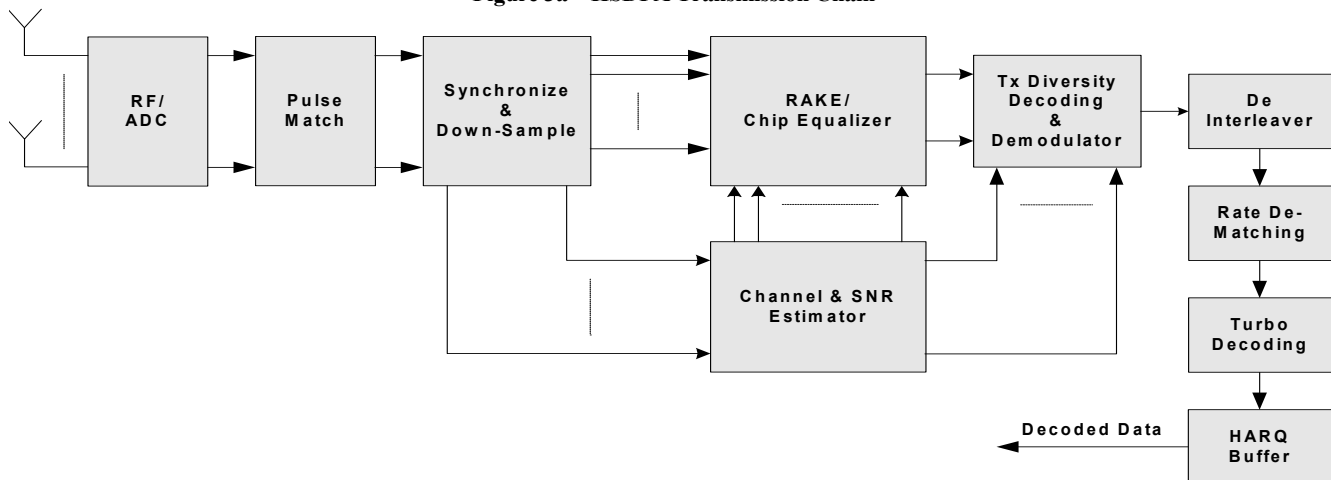 RF/
ADC
Pulse
Match
Synchronize
&
Down-Sample
RAKE/
Chip Equalizer
Tx Diversity
Decoding
&
Demodulator
De
Interleaver
Rate De-
Matching
Channel & SNR
Estimator
Turbo
Decoding
Decoded Data
HARQ
Buffer